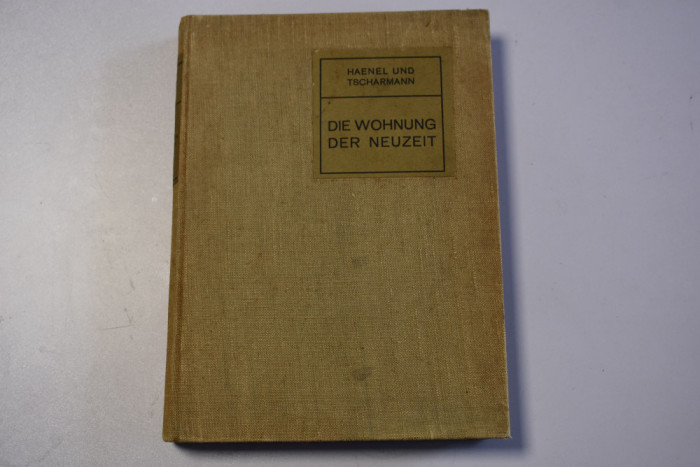 HAENEL UND
TSCHARMANN
DIE WOHNUNG
DER NEUZEIT